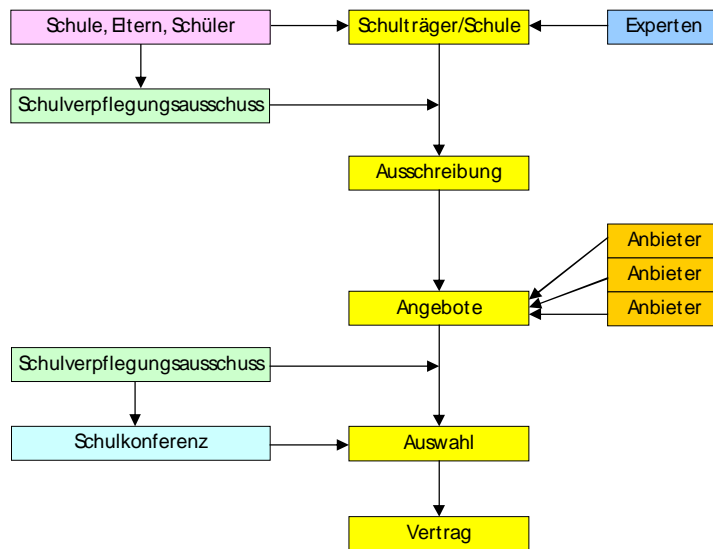 Schule, Eltern, Schüler
Schulträger/Schule
Experten
Schulverpflegungsausschuss
Ausschreibung
Anbieter
Anbieter
Anbieter
Angebote
Schulverpflegungsausschuss
Schulkonferenz
Auswahl
Vertrag